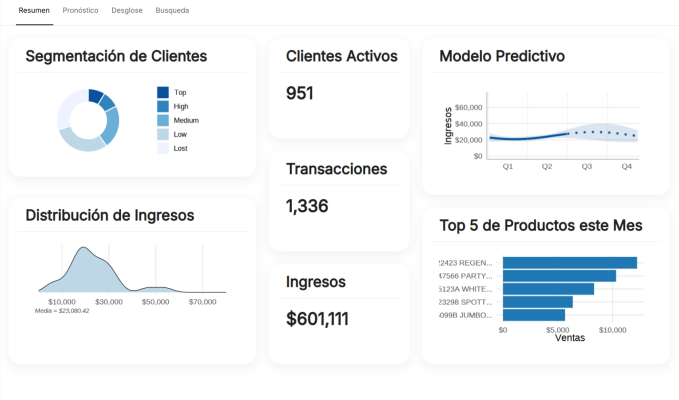 Resumen Pronóstico Desglose Busqueda
Segmentación de Clientes
Top
High
Medium
Low
Lost
Distribución de Ingresos
$10,000 $30,000 $50,000 $70,000
Media = $23,080.42
Clientes Activos
951
Transacciones
1,336
Ingresos
$601,111
Modelo Predictivo
Ingresos
$60,000
$40,000
$20,000
$0
Q1 Q2 Q3 Q4
Top 5 de Productos este Mes
2423 REGEN...
47566 PARTY...
5123A WHITE...
23298 SPOTT...
099B JUMBO...
$0 $5,000 $10,000
Ventas